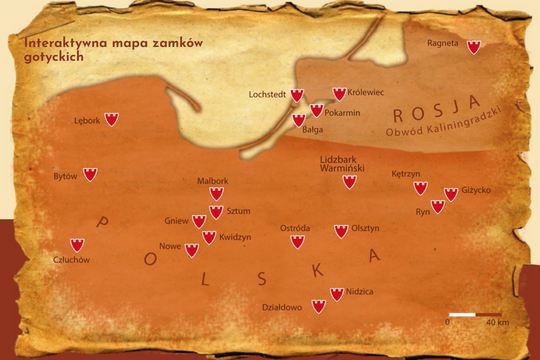 Interaktywna mapa zamków
gotyckich
Ragneta
Lochstedt
Królewiec
Pokarmin
Bałga
ROSJA
Obwód Kaliningradzki
Lębork
Lidzbark
Warmiński
Bytów
Malbork
Kętrzyn
Giżycko
Ryn
Sztum
Gniew
Kwidzyn
Nowe
Ostróda
Olsztyn
Człuchów
POLSKA
Nidzica
Działdowo
0 40 km